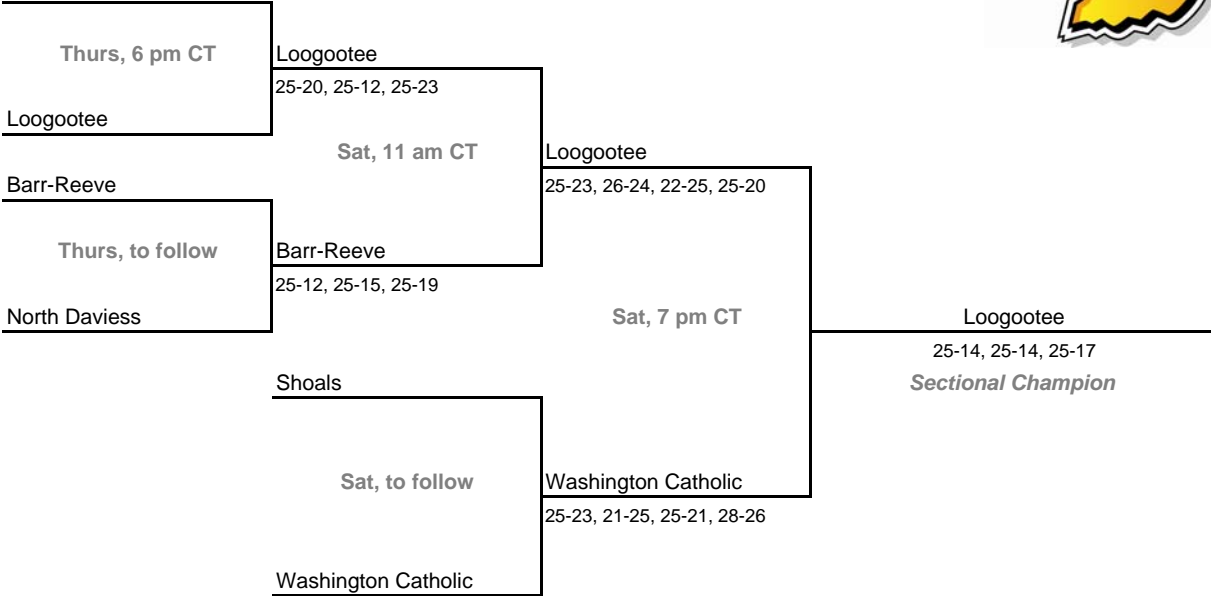 Thurs, 6 pm CT
Loogootee
25-20, 25-12, 25-23
Loogootee
Sat, 11 am CT
Loogootee
25-23, 26-24, 22-25, 25-20
Barr-Reeve
Thurs, to follow
Barr-Reeve
25-12, 25-15, 25-19
North Daviess
Sat, 7 pm CT
Loogootee
25-14, 25-14, 25-17
Sectional Champion
Shoals
Sat, to follow
Washington Catholic
25-23, 21-25, 25-21, 28-26
Washington Catholic